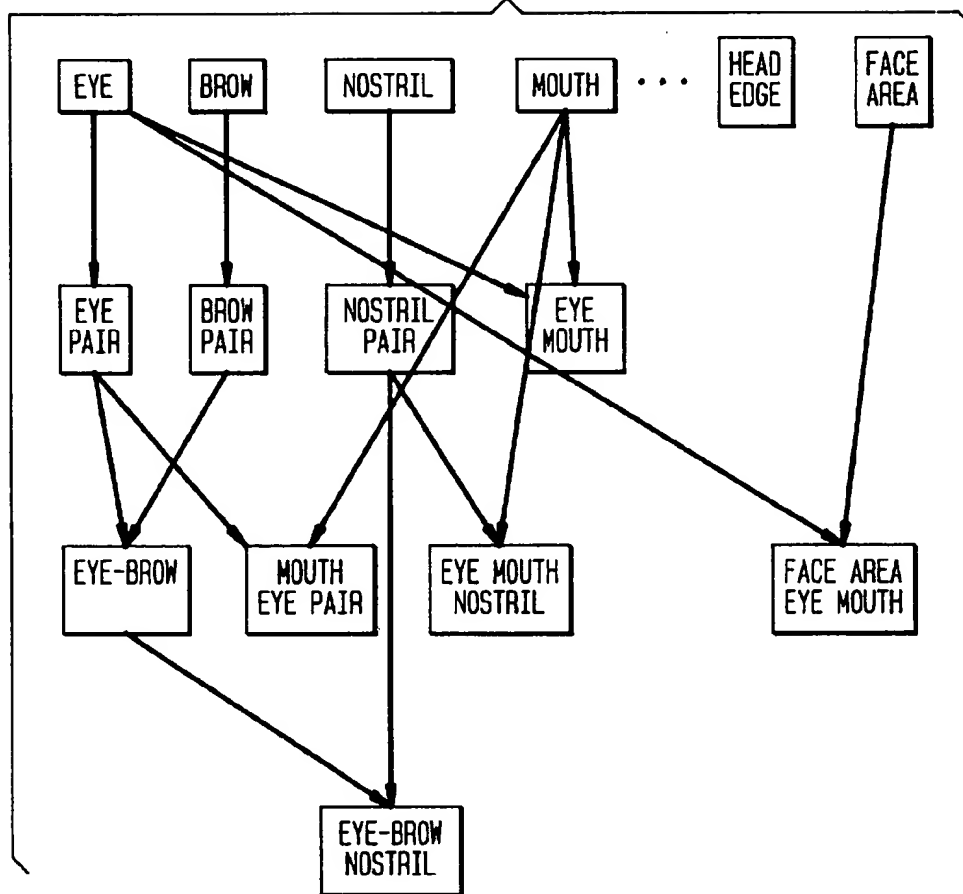 EYE
BROW
NOSTRIL
MOUTH
...
HEAD
EDGE
FACE
AREA
EYE
PAIR
BROW
PAIR
NOSTRIL
PAIR
EYE
MOUTH
EYE-BROW
MOUTH
EYE PAIR
EYE MOUTH
NOSTRIL
FACE AREA
EYE MOUTH
EYE-BROW
NOSTRIL